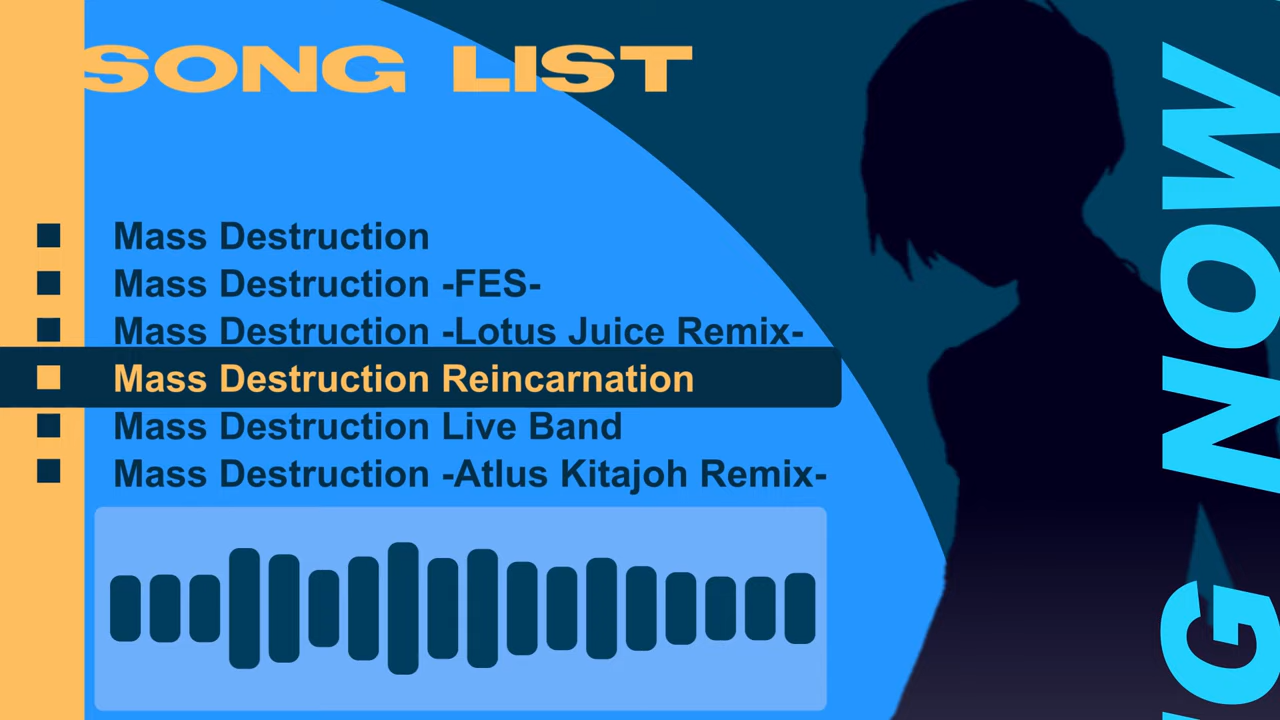 SONG LIST
Mass Destruction
Mass Destruction -FES-
Mass Destruction -Lotus Juice Remix-
Mass Destruction Reincarnation
Mass Destruction Live Band
Mass Destruction -Atlus Kitajoh Remix-
G NOW